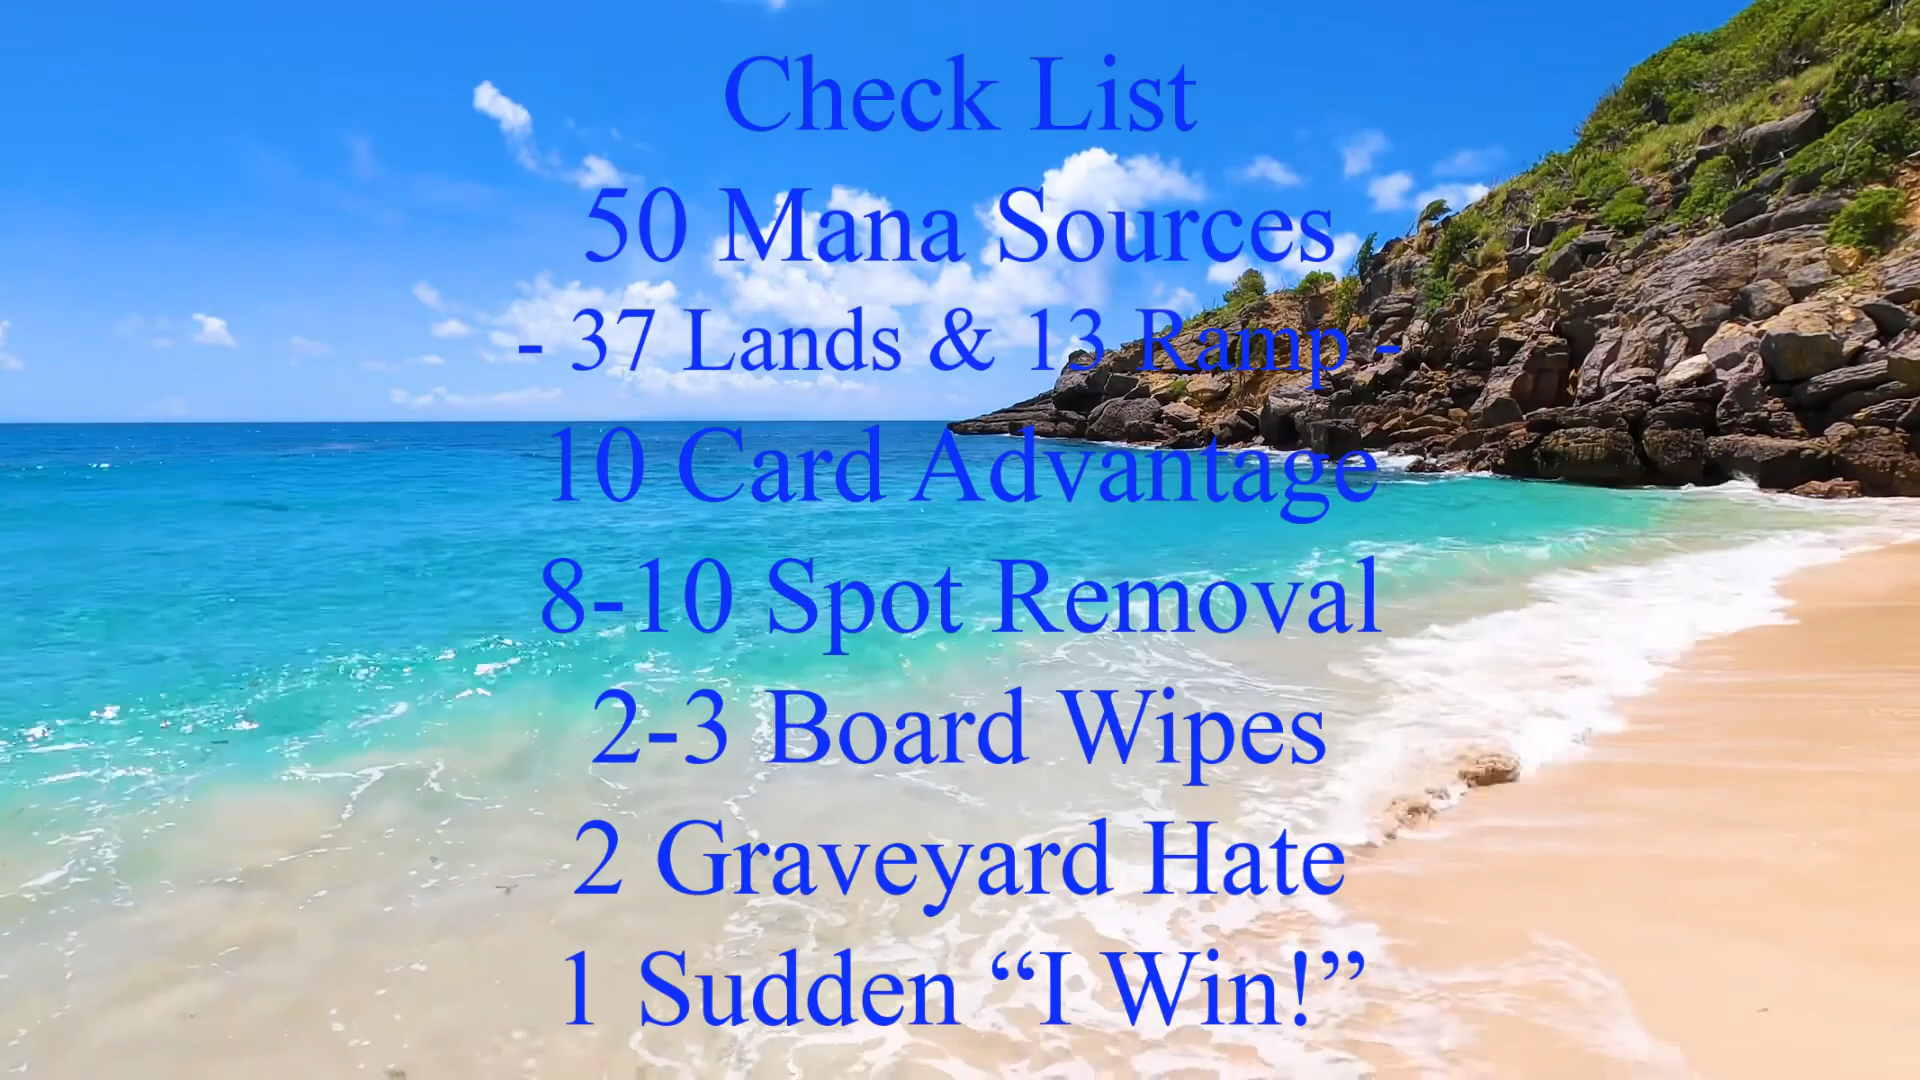 Check List
50 Mana Sources
- 37 Lands & 13 Ramp -
10 Card Advantage
8-10 Spot Removal
2-3 Board Wipes
2 Graveyard Hate
1 Sudden “I Win!”